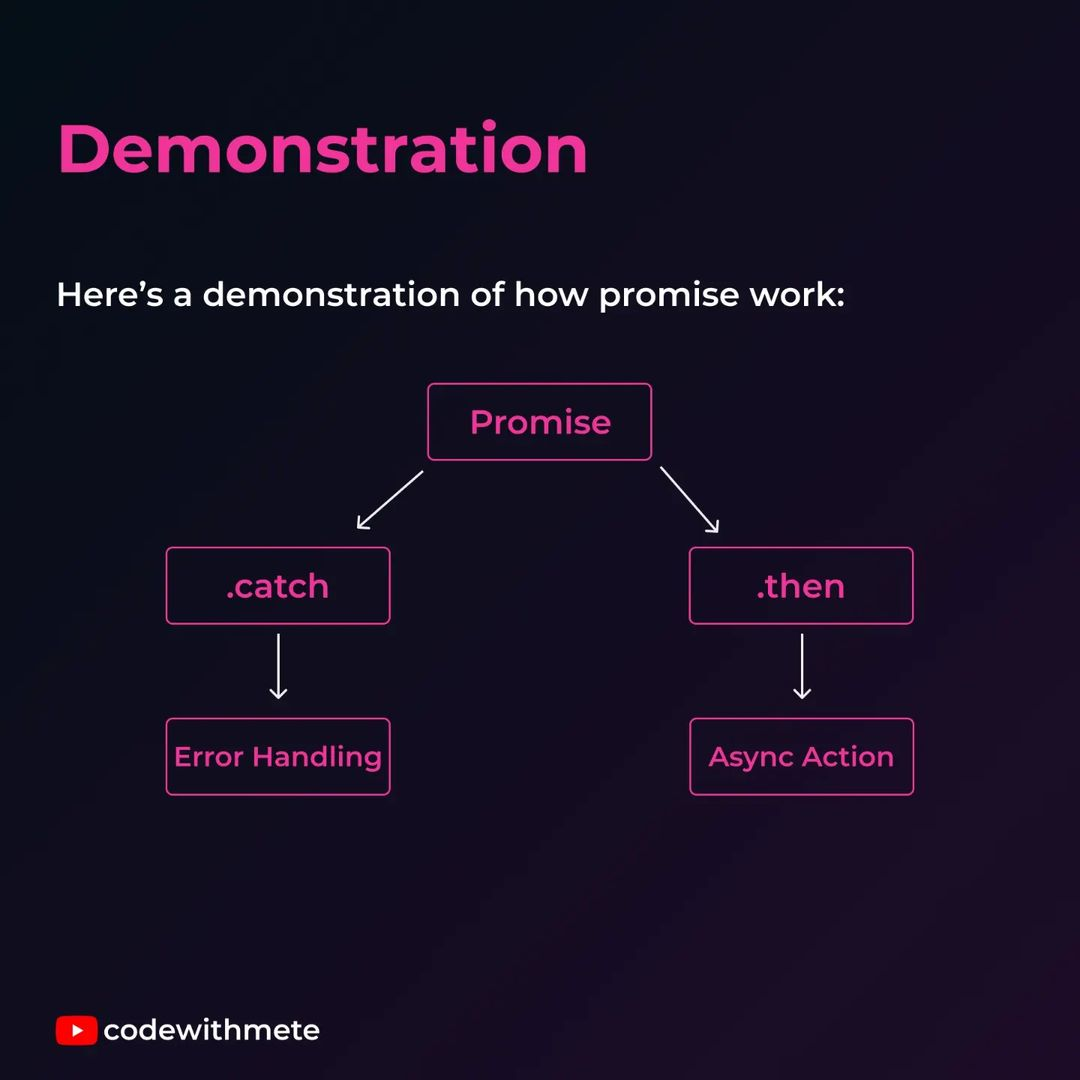 Demonstration
Here’s a demonstration of how promise work:
Promise
.catch
.then
Error Handling
Async Action
codewithmete